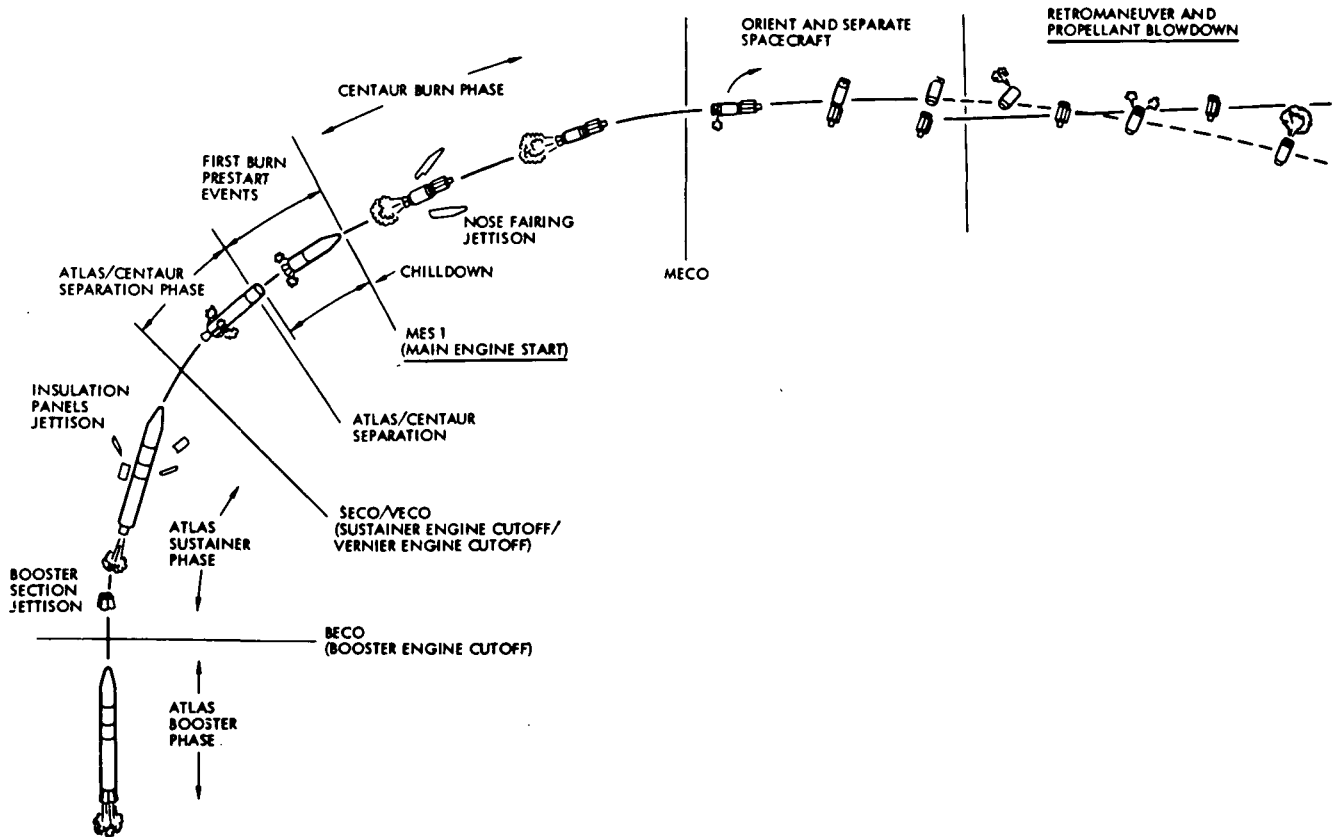 RETROMANEUVER AND
PROPELLANT BLOWDOWN
ORIENT AND SEPARATE
SPACECRAFT
CENTAUR BURN PHASE
FIRST BURN
PRESTART
EVENTS
NOSE FAIRING
JETTISON
ATLAS/CENTAUR
SEPARATION PHASE
CHILLDOWN
MECO
MES 1
(MAIN ENGINE START)
INSULATION
PANELS
JETTISON
ATLAS/CENTAUR
SEPARATION
SECO/VECO
(SUSTAINER ENGINE CUTOFF/
VERNIER ENGINE CUTOFF)
ATLAS
SUSTAINER
PHASE
BOOSTER
SECTION
JETTISON
BECO
(BOOSTER ENGINE CUTOFF)
ATLAS
BOOSTER
PHASE